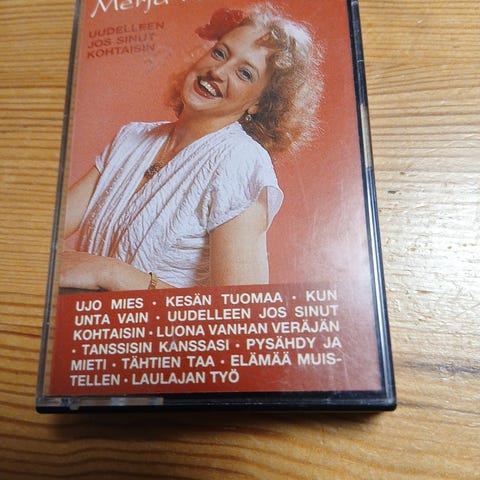 Merja
UUDELLEEN
JOS SINUT
KOHTAISIN
UJO MIES · KESÄN TUOMAA · KUN
UNTA VAIN · UUDELLEEN JOS SINUT
KOHTAISIN · LUONA VANHAN VERÄJÄN
· TANSSISIN KANSSASI · PYSÄHDY JA
MIETI · TÄHTIEN TAA · ELÄMÄÄ MUIS-
TELLEN · LAULAJAN TYÖ